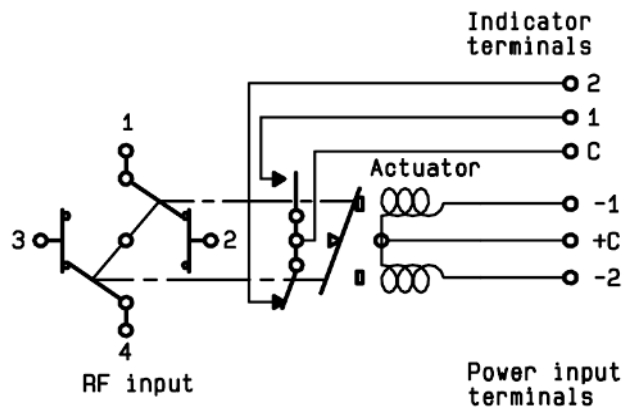 Indicator
terminals
2
1
1
C
Actuator
-1
3
2
+C
-2
4
RF input
Power input
terminals